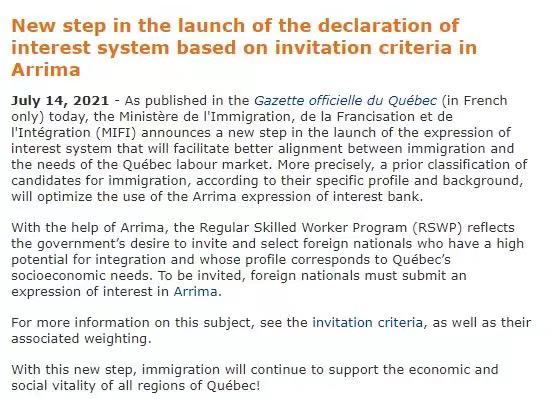 New step in the launch of the declaration of
interest system based on invitation criteria in
Arrima
July 14, 2021 - As published in the Gazette officielle du Québec (in French
only) today, the Ministère de l'Immigration, de la Francisation et de
l'Intégration (MIFI) announces a new step in the launch of the expression of
interest system that will facilitate better alignment between immigration and
the needs of the Québec labour market. More precisely, a prior classification of
candidates for immigration, according to their specific profile and background,
will optimize the use of the Arrima expression of interest bank.
With the help of Arrima, the Regular Skilled Worker Program (RSWP) reflects
the government's desire to invite and select foreign nationals who have a high
potential for integration and whose profile corresponds to Québec's
socioeconomic needs. To be invited, foreign nationals must submit an
expression of interest in Arrima.
For more information on this subject, see the invitation criteria, as well as their
associated weighting.
With this new step, immigration will continue to support the economic and
social vitality of all regions of Québec!